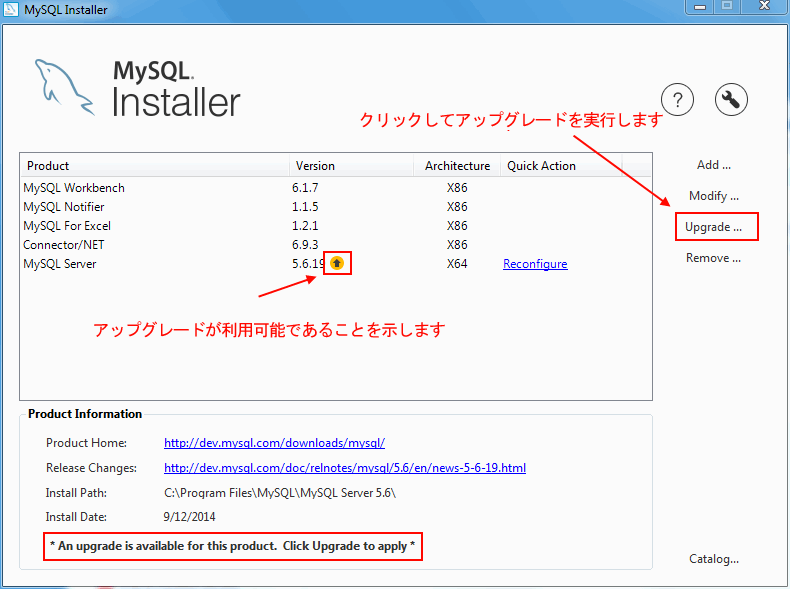 MySQL Installer
MySQL.
Installer
?
クリックしてアップグレードを実行します
Product Version Architecture Quick Action
MySQL Workbench 6.1.7 X86
MySQL Notifier 1.1.5 X86
MySQL For Excel 1.2.1 X86
Connector/NET 6.9.3 X86
MySQL Server 5.6.19 X64 Reconfigure
アップグレードが利用可能であることを示します
Add ...
Modify ...
Upgrade ...
Remove ...
Product Information
Product Home: http://dev.mysql.com/downloads/mysql/
Release Changes: http://dev.mysql.com/doc/relnotes/mysql/5.6/en/news-5-6-19.html
Install Path: C:\Program Files\MySQL\MySQL Server 5.6\
Install Date: 9/12/2014
* An upgrade is available for this product. Click Upgrade to apply *
Catalog...